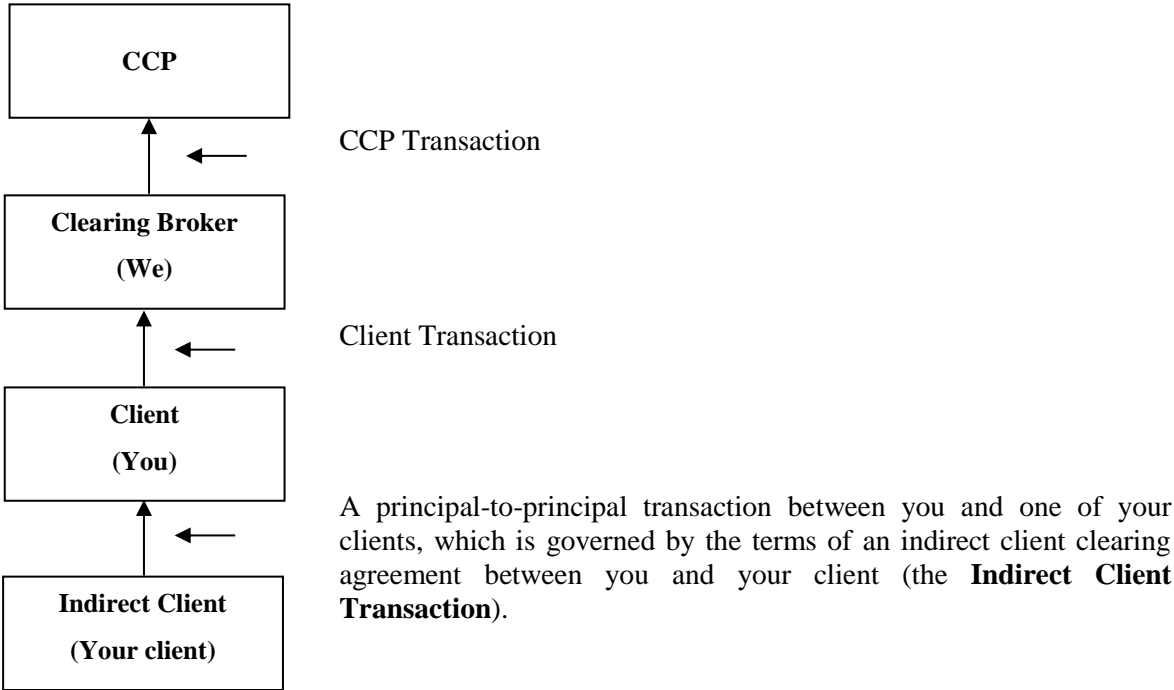 CCP
CCP Transaction
Clearing Broker
(We)
Client Transaction
Client
(You)
A principal-to-principal transaction between you and one of your
clients, which is governed by the terms of an indirect client clearing
agreement between you and your client (the Indirect Client
Transaction).
Indirect Client
(Your client)